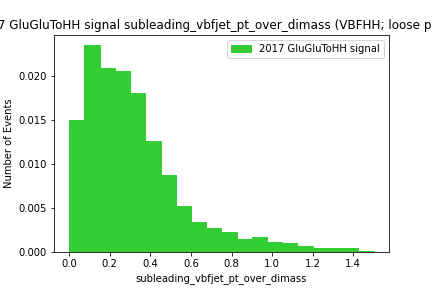 7 GluGluToHH signal subleading_vbfjet_pt_over_dimass (VBFHH; loose p
2017 GluGluToHH signal
Number of Events
0.020
0.015
0.010
0.005
0.000
0.0 0.2 0.4 0.6 0.8 1.0 1.2 1.4
subleading_vbfjet_pt_over_dimass